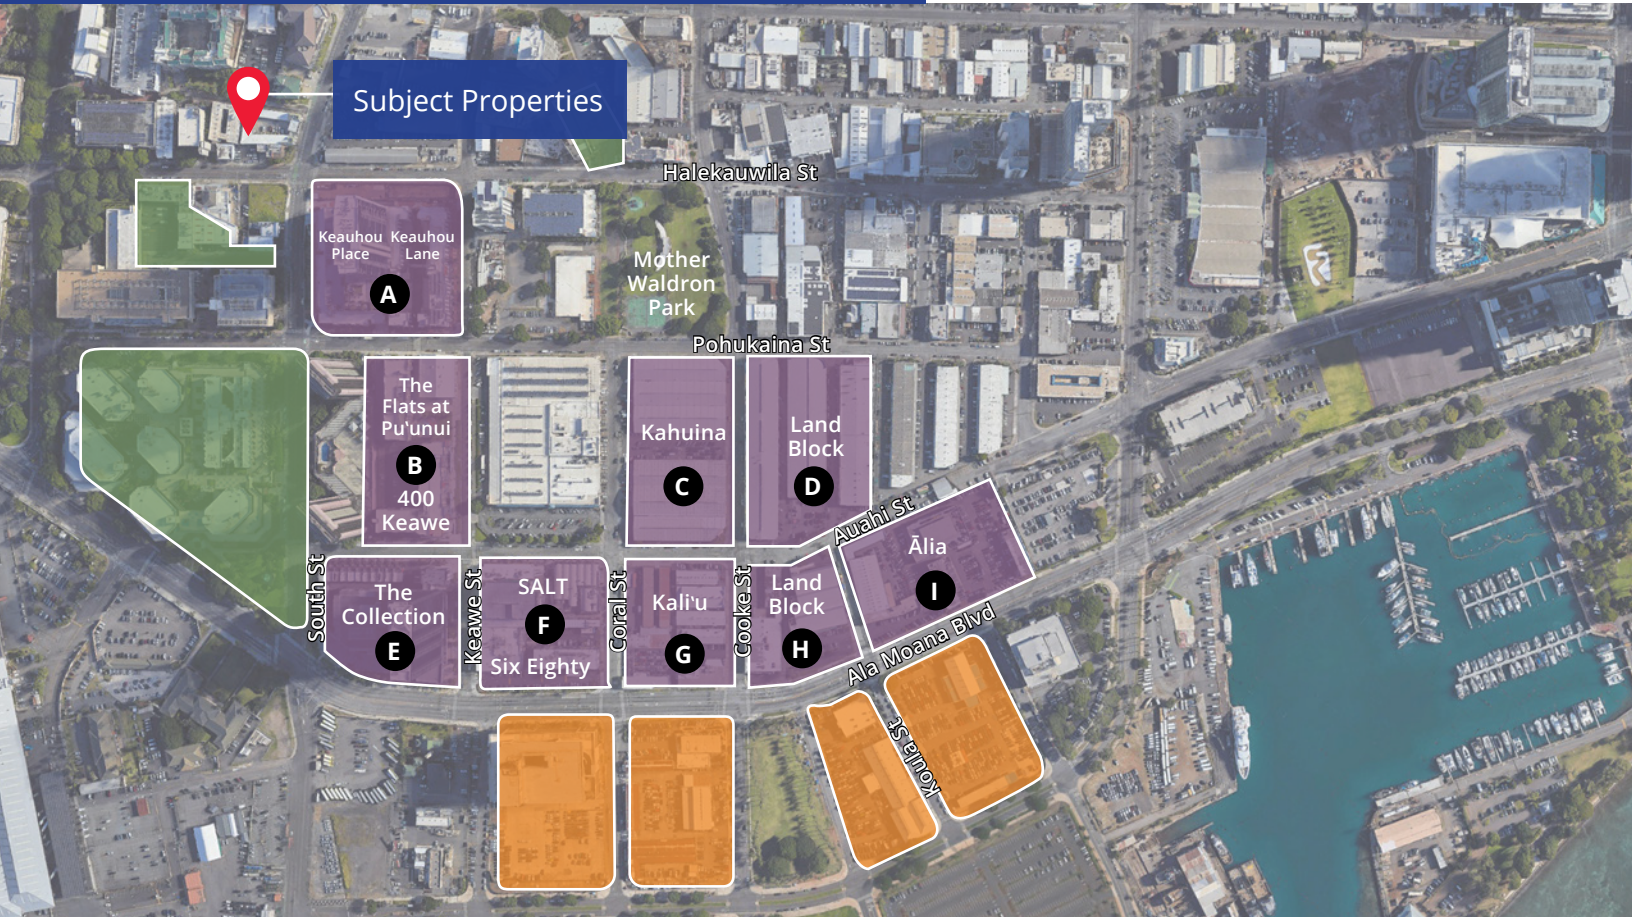 Subject Properties
Halekauwila St
Keauhou
Place
Keauhou
Lane
A
Mother
Waldron
Park
Pohukaina St
The
Flats at
Pu‘unui
B
400
Keawe
Kahuina
C
Land
Block
D
Auahi St
Ālia
I
South St
The
Collection
E
Keawe St
SALT
F
Six Eighty
Coral St
Kali‘u
G
Cooke St
Land
Block
H
Ala Moana Blvd
Koula St